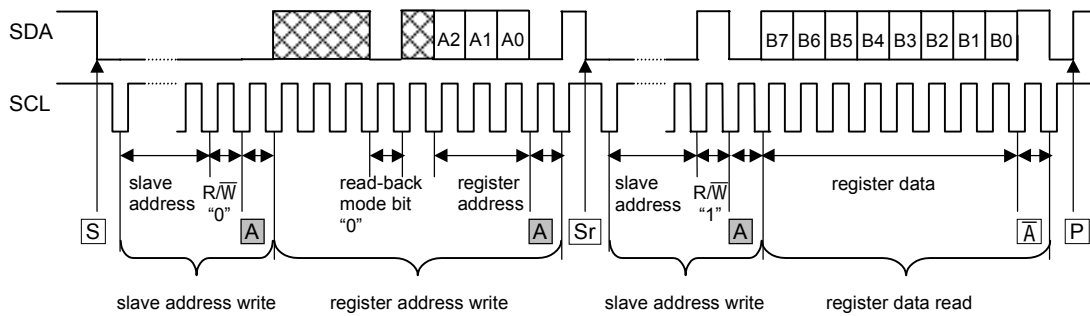 SDA A2 A1 A0 B7 B6 B5 B4 B3 B2 B1 B0
SCL
slave address R/W̅ “0” read-back mode bit “0” register address slave address R/W̅ “1” register data
S A A Sr A A̅ P
slave address write register address write slave address write register data read